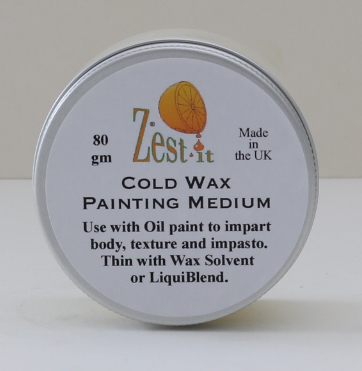 80
gm
Zest-it
Made
in
the UK
COLD WAX
PAINTING MEDIUM
Use with Oil paint to impart
body, texture and impasto.
Thin with Wax Solvent
or LiquiBlend.